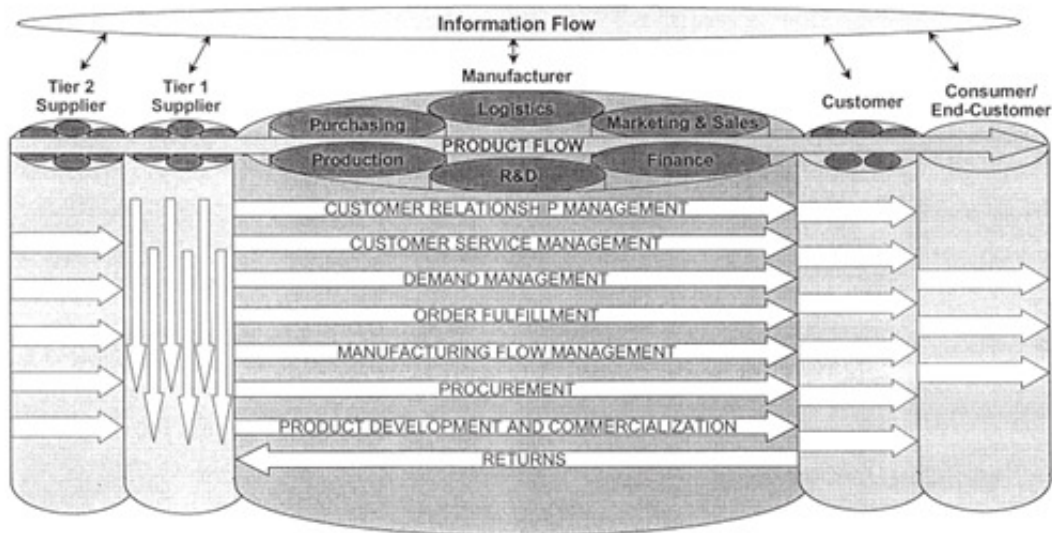 Information Flow
Tier 2
Supplier
Tier 1
Supplier
Manufacturer
Customer
Consumer/
End-Customer
Logistics
Purchasing
Marketing & Sales
PRODUCT FLOW
Production
Finance
R&D
CUSTOMER RELATIONSHIP MANAGEMENT
CUSTOMER SERVICE MANAGEMENT
DEMAND MANAGEMENT
ORDER FULFILLMENT
MANUFACTURING FLOW MANAGEMENT
PROCUREMENT
PRODUCT DEVELOPMENT AND COMMERCIALIZATION
RETURNS